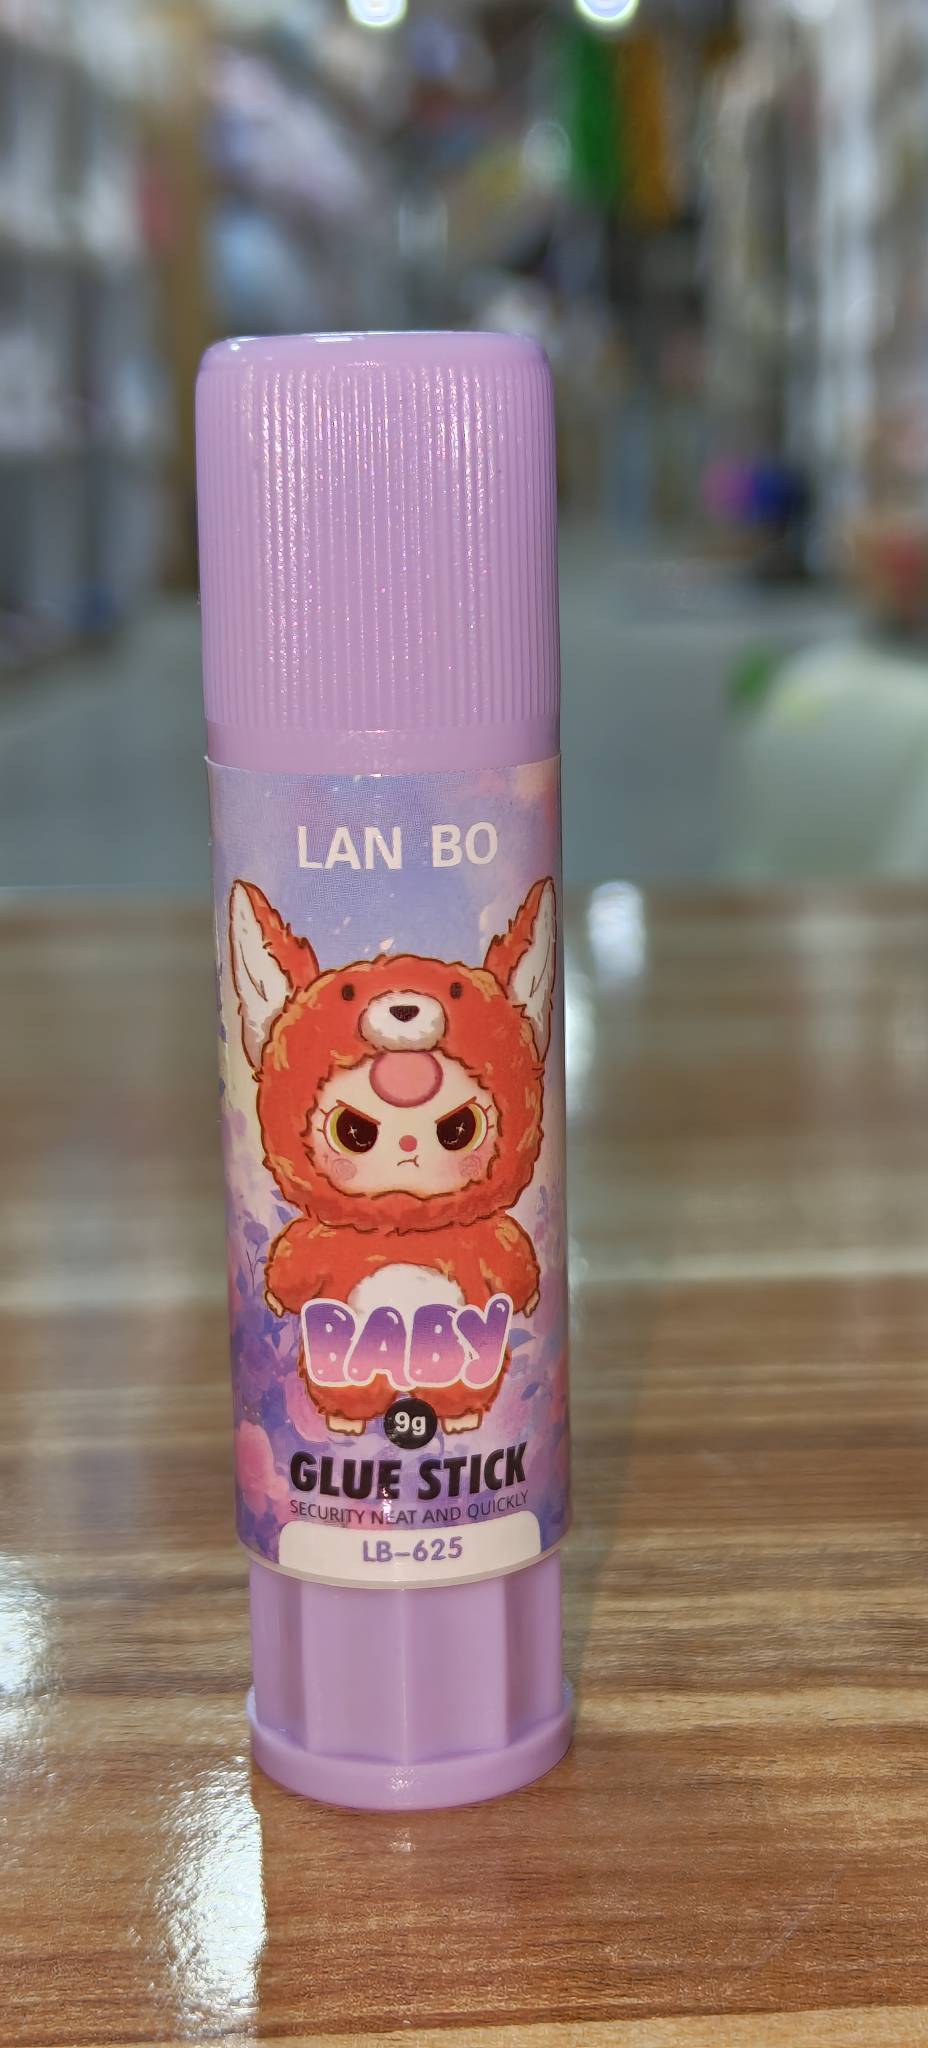 LAN BO
BABY
9g
GLUE STICK
SECURITY NEAT AND QUICKLY
LB-625